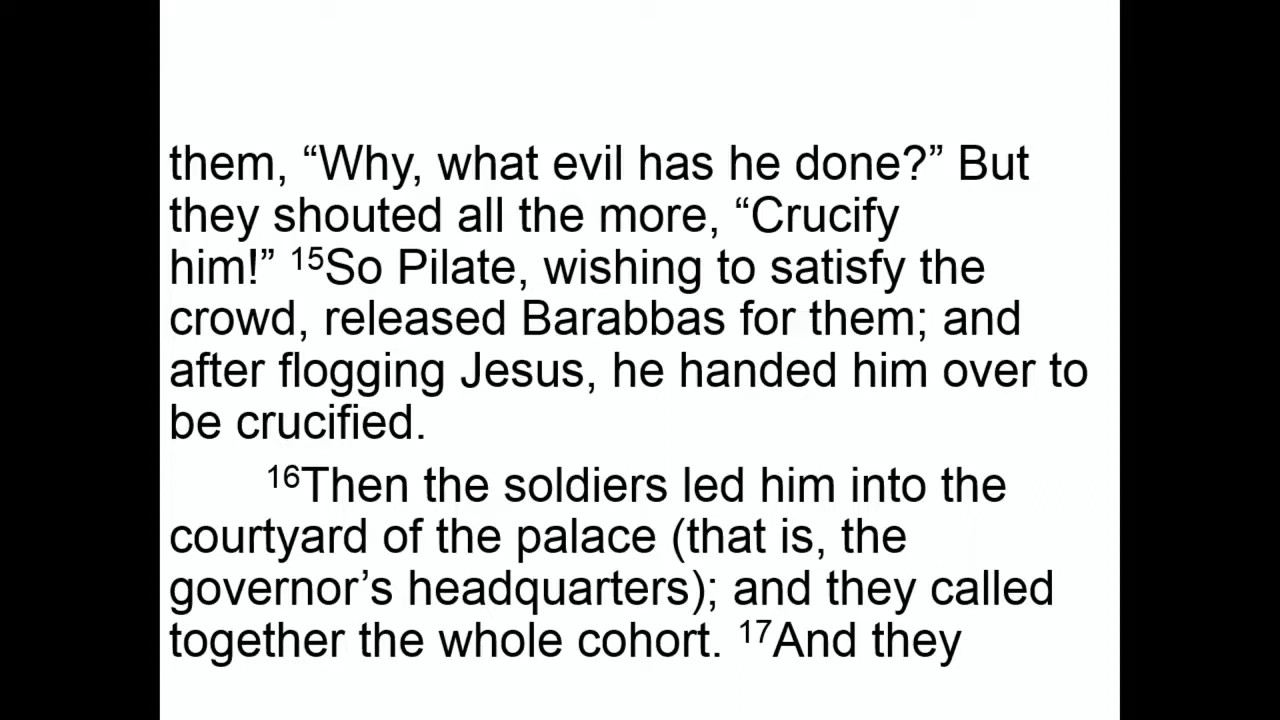 them, “Why, what evil has he done?” But
they shouted all the more, “Crucify
him!” ¹⁵So Pilate, wishing to satisfy the
crowd, released Barabbas for them; and
after flogging Jesus, he handed him over to
be crucified.
¹⁶Then the soldiers led him into the
courtyard of the palace (that is, the
governor’s headquarters); and they called
together the whole cohort. ¹⁷And they